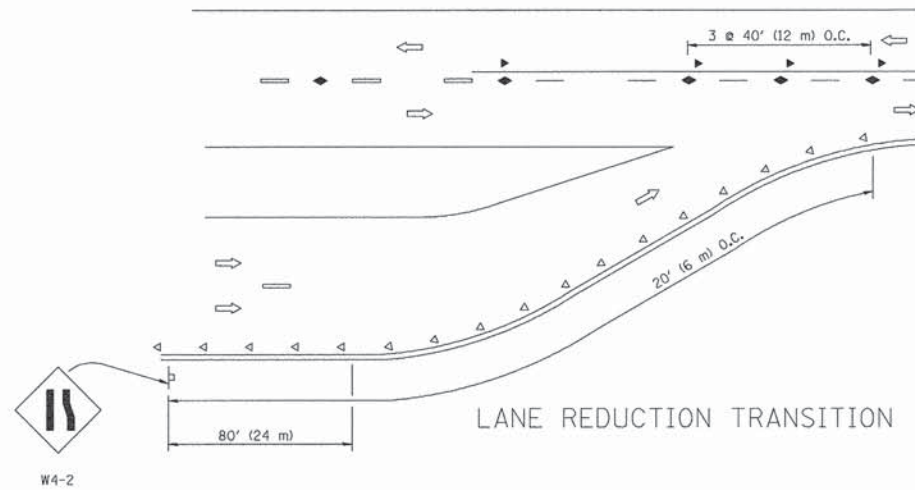 3 @ 40' (12 m) O.C.
20' (6 m) O.C.
80' (24 m)
LANE REDUCTION TRANSITION
W4-2